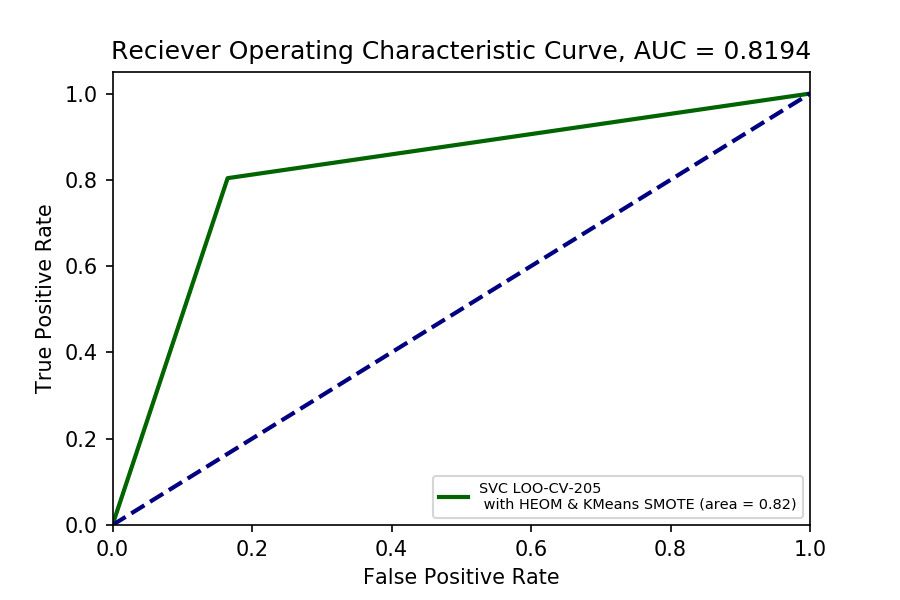 Reciever Operating Characteristic Curve, AUC = 0.8194
1.0
0.8
0.6
0.4
0.2
0.0
True Positive Rate
SVC LOO-CV-205
with HEOM & KMeans SMOTE (area = 0.82)
0.0 0.2 0.4 0.6 0.8 1.0
False Positive Rate